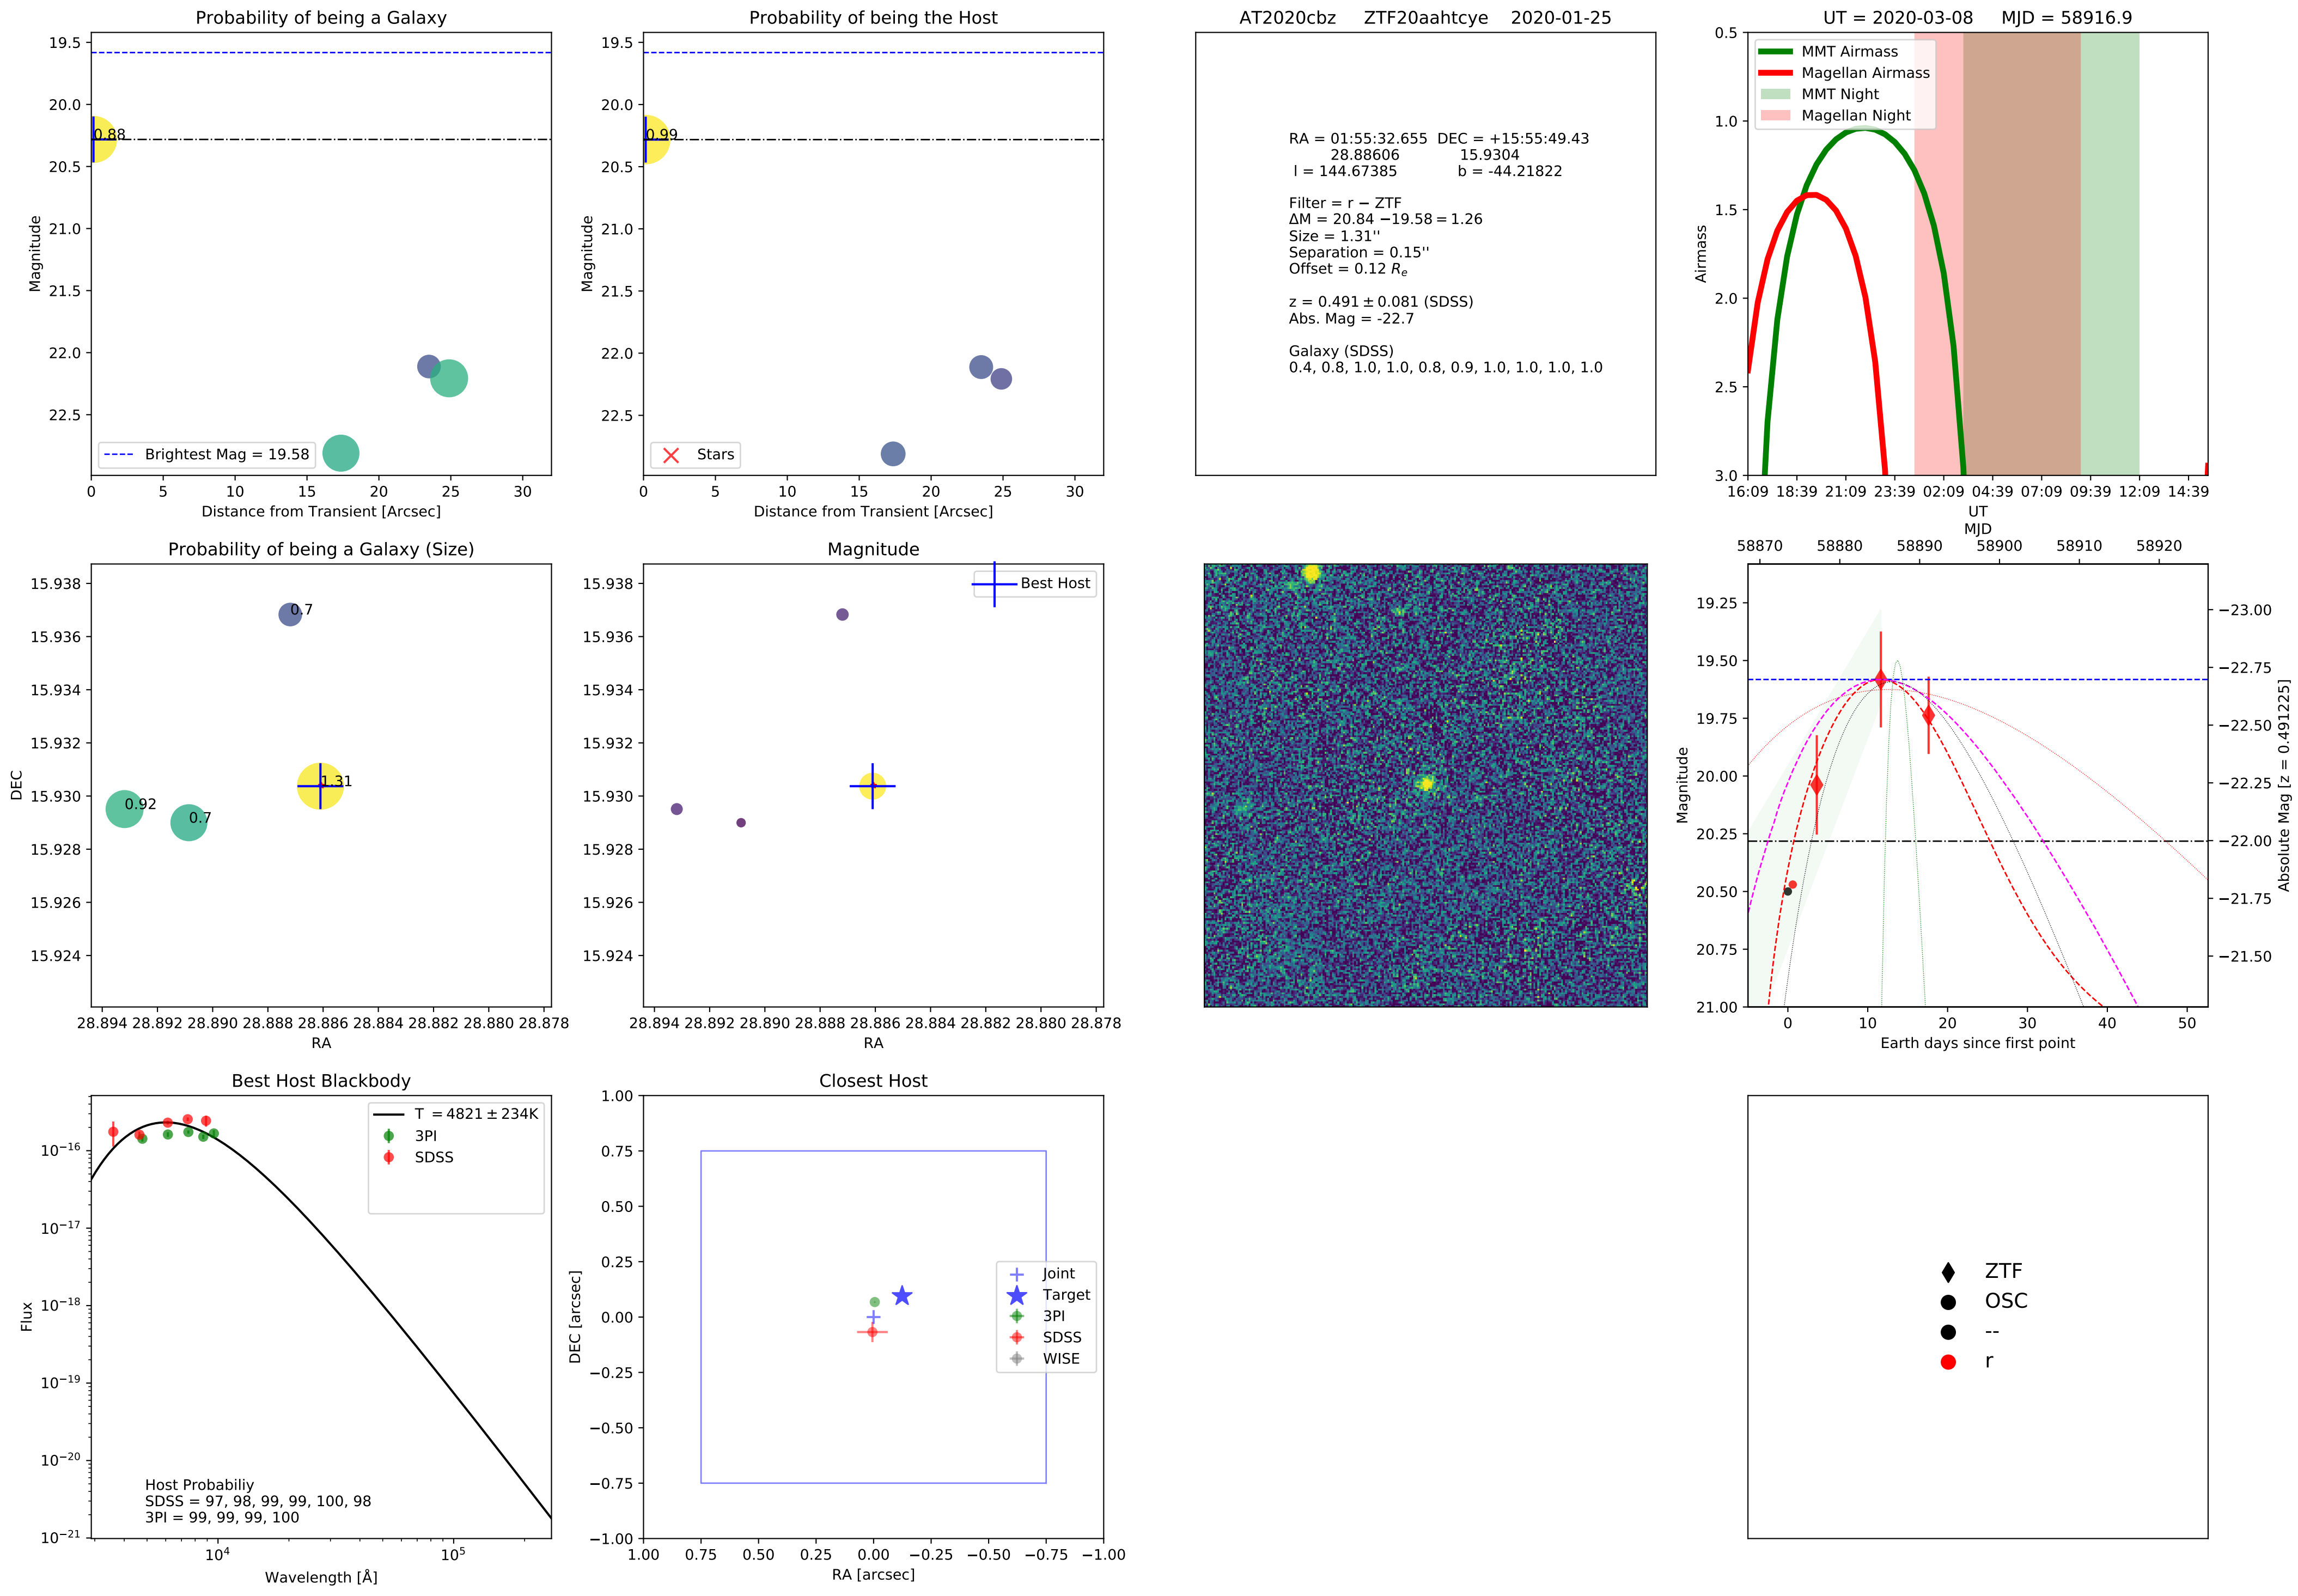 Probability of being a Galaxy
19.5
20.0
20.5
21.0
21.5
22.0
22.5
Magnitude
0.88
Brightest Mag = 19.58
0 5 10 15 20 25 30
Distance from Transient [Arcsec]
Probability of being the Host
19.5
20.0
20.5
21.0
21.5
22.0
22.5
Magnitude
0.99
Stars
0 5 10 15 20 25 30
Distance from Transient [Arcsec]
AT2020cbz ZTF20aahtcye 2020-01-25
RA = 01:55:32.655 DEC = +15:55:49.43
28.88606 15.9304
l = 144.67385 b = -44.21822
Filter = r − ZTF
ΔM = 20.84 −19.58 = 1.26
Size = 1.31''
Separation = 0.15''
Offset = 0.12 Re
z = 0.491 ± 0.081 (SDSS)
Abs. Mag = -22.7
Galaxy (SDSS)
0.4, 0.8, 1.0, 1.0, 0.8, 0.9, 1.0, 1.0, 1.0, 1.0
UT = 2020-03-08 MJD = 58916.9
0.5
1.0
1.5
2.0
2.5
3.0
Airmass
MMT Airmass
Magellan Airmass
MMT Night
Magellan Night
16:09 18:39 21:09 23:39 02:09 04:39 07:09 09:39 12:09 14:39
UT
Probability of being a Galaxy (Size)
15.938
15.936
15.934
15.932
15.930
15.928
15.926
15.924
DEC
0.7
1.31
0.92
0.7
28.894 28.892 28.890 28.888 28.886 28.884 28.882 28.880 28.878
RA
Magnitude
15.938
15.936
15.934
15.932
15.930
15.928
15.926
15.924
Best Host
28.894 28.892 28.890 28.888 28.886 28.884 28.882 28.880 28.878
RA
MJD
58870 58880 58890 58900 58910 58920
19.25
19.50
19.75
20.00
20.25
20.50
20.75
21.00
Magnitude
−23.00
−22.75
−22.50
−22.25
−22.00
−21.75
−21.50
Absolute Mag [z = 0.491225]
0 10 20 30 40 50
Earth days since first point
Best Host Blackbody
10−16
10−17
10−18
10−19
10−20
10−21
Flux
T = 4821 ± 234K
3PI
SDSS
Host Probabiliy
SDSS = 97, 98, 99, 99, 100, 98
3PI = 99, 99, 99, 100
10^4 10^5
Wavelength [Å]
Closest Host
1.00
0.75
0.50
0.25
0.00
−0.25
−0.50
−0.75
−1.00
DEC [arcsec]
Joint
Target
3PI
SDSS
WISE
1.00 0.75 0.50 0.25 0.00 −0.25 −0.50 −0.75 −1.00
RA [arcsec]
ZTF
OSC
--
r